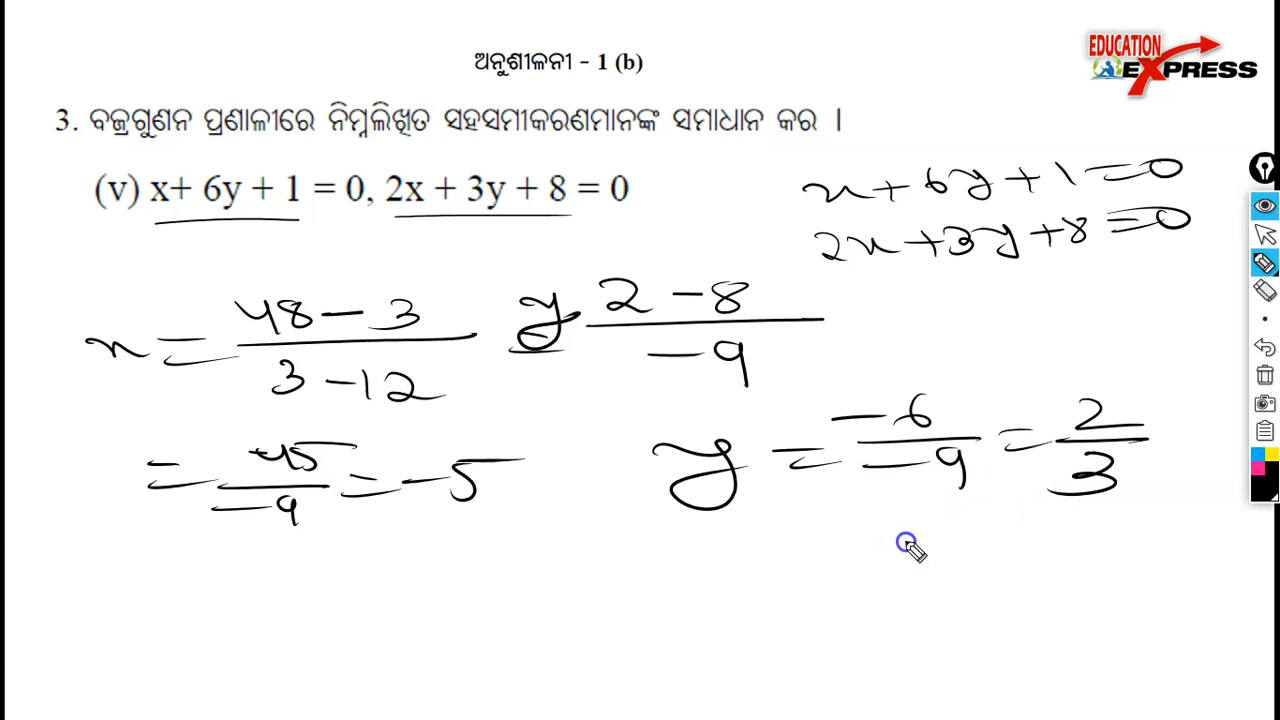 ଅନୁଶୀଳନୀ - 1 (b)
EDUCATION
EXPRESS
3. ବଜ୍ରଗୁଣନ ପ୍ରଣାଳୀରେ ନିମ୍ନଲିଖିତ ସହସମୀକରଣମାନଙ୍କ ସମାଧାନ କର ।
(v) x+ 6y + 1 = 0, 2x + 3y + 8 = 0
x + 6y + 1 = 0
2x + 3y + 8 = 0
x = 48 - 3 / 3 - 12
y = 2 - 8 / -9
= 45 / -9 = -5
y = -6 / -9 = 2 / 3